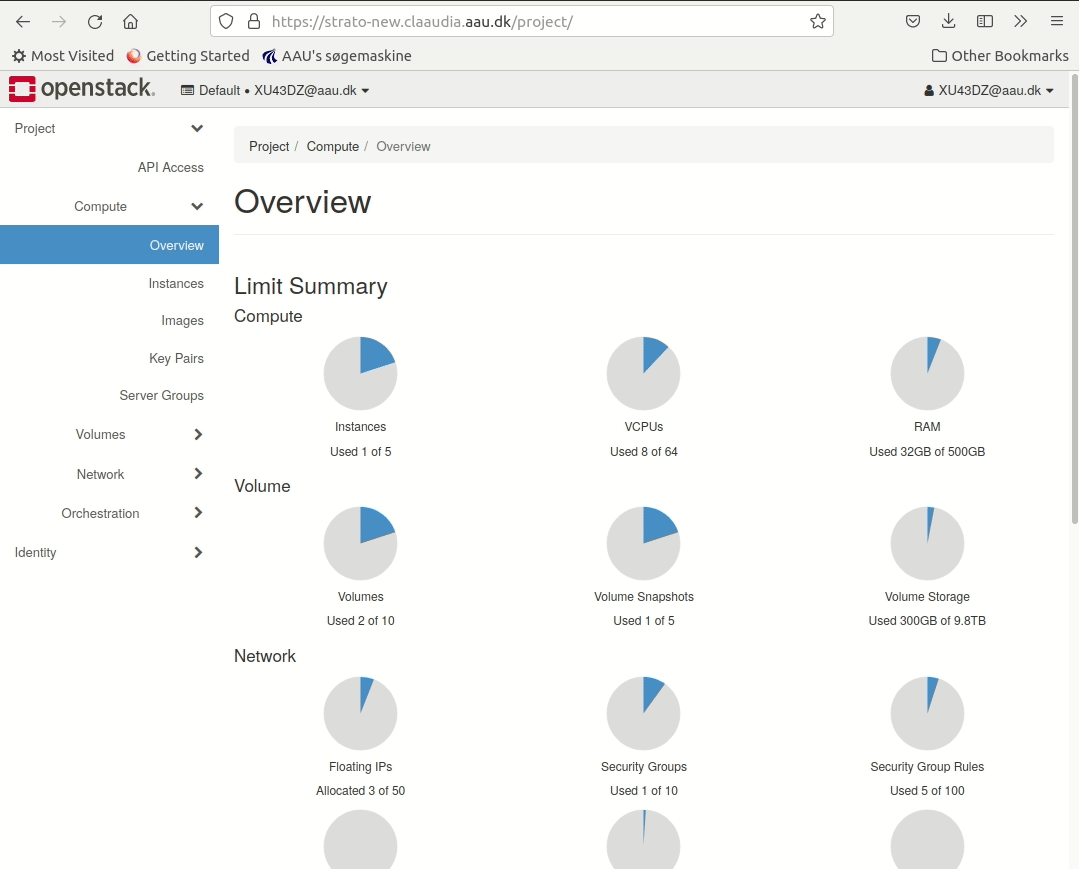 https://strato-new.claaudia.aau.dk/project/
Most Visited Getting Started AAU's søgemaskine Other Bookmarks
openstack. Default • XU43DZ@aau.dk XU43DZ@aau.dk
Project
API Access
Compute
Overview
Instances
Images
Key Pairs
Server Groups
Volumes
Network
Orchestration
Identity
Project / Compute / Overview
Overview
Limit Summary
Compute
Instances VCPUs RAM
Used 1 of 5 Used 8 of 64 Used 32GB of 500GB
Volume
Volumes Volume Snapshots Volume Storage
Used 2 of 10 Used 1 of 5 Used 300GB of 9.8TB
Network
Floating IPs Security Groups Security Group Rules
Allocated 3 of 50 Used 1 of 10 Used 5 of 100